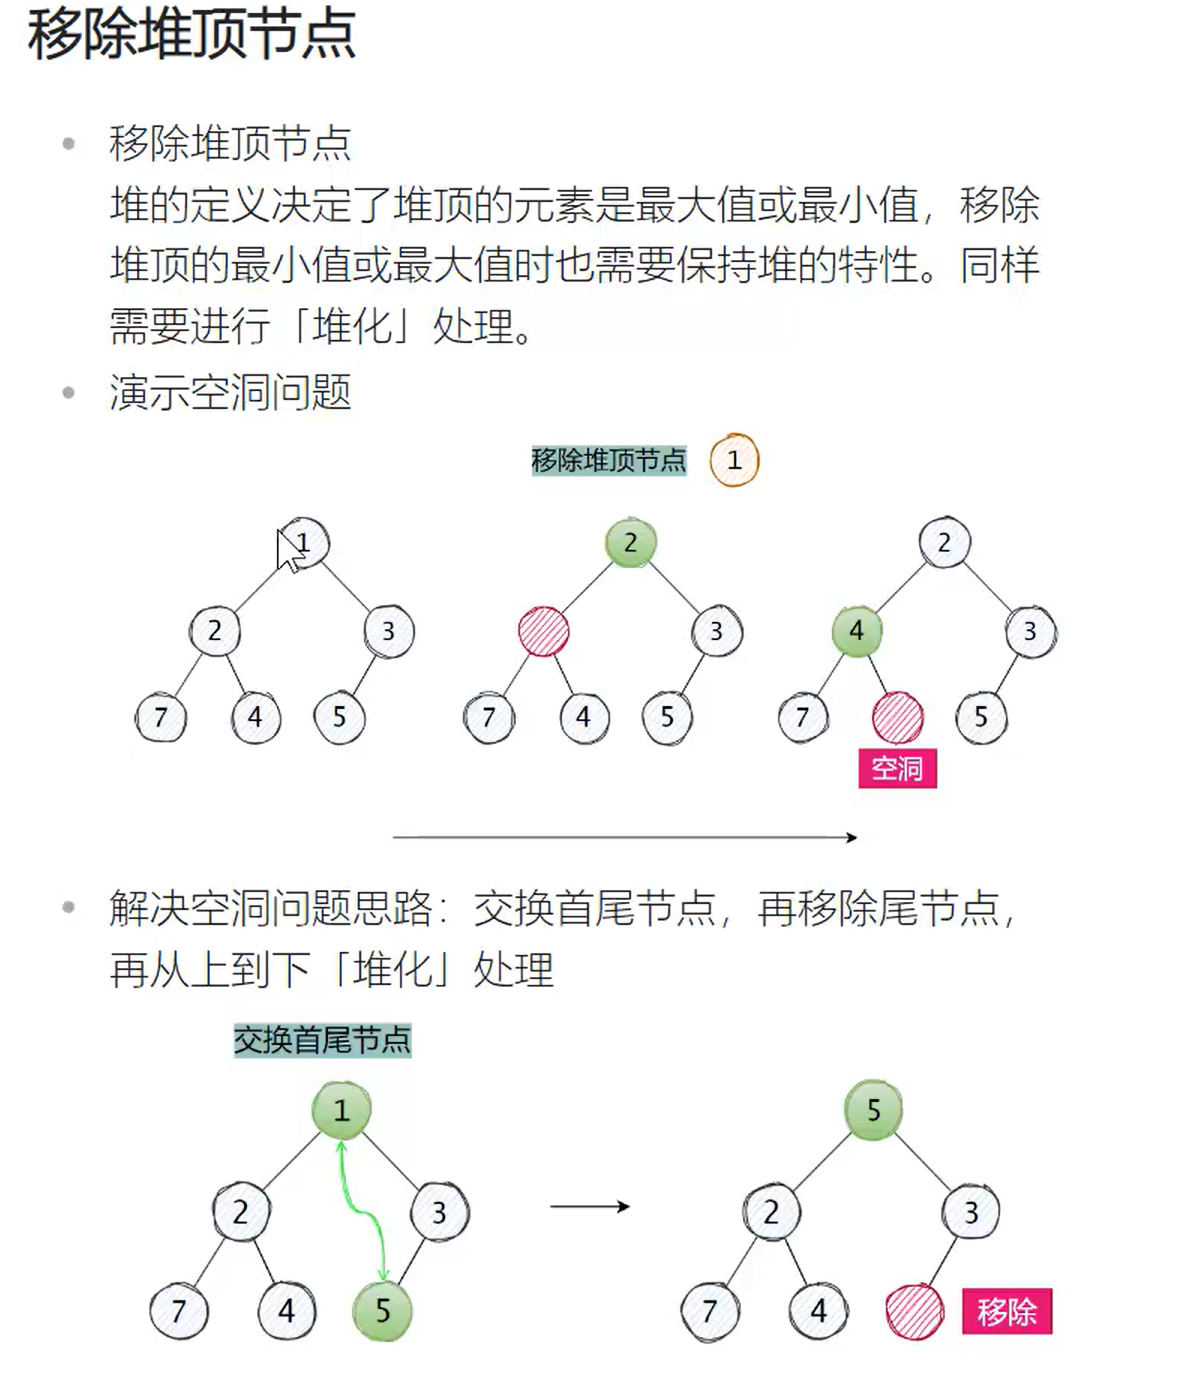 移除堆顶节点
移除堆顶节点
堆的定义决定了堆顶的元素是最大值或最小值，移除
堆顶的最小值或最大值时也需要保持堆的特性。同样
需要进行「堆化」处理。
演示空洞问题
移除堆顶节点 1
1 2 2
2 3 3 4 3
7 4 5 7 4 5 7 5
空洞
解决空洞问题思路：交换首尾节点，再移除尾节点，
再从上到下「堆化」处理
交换首尾节点
1 5
2 3 2 3
7 4 5 7 4 移除